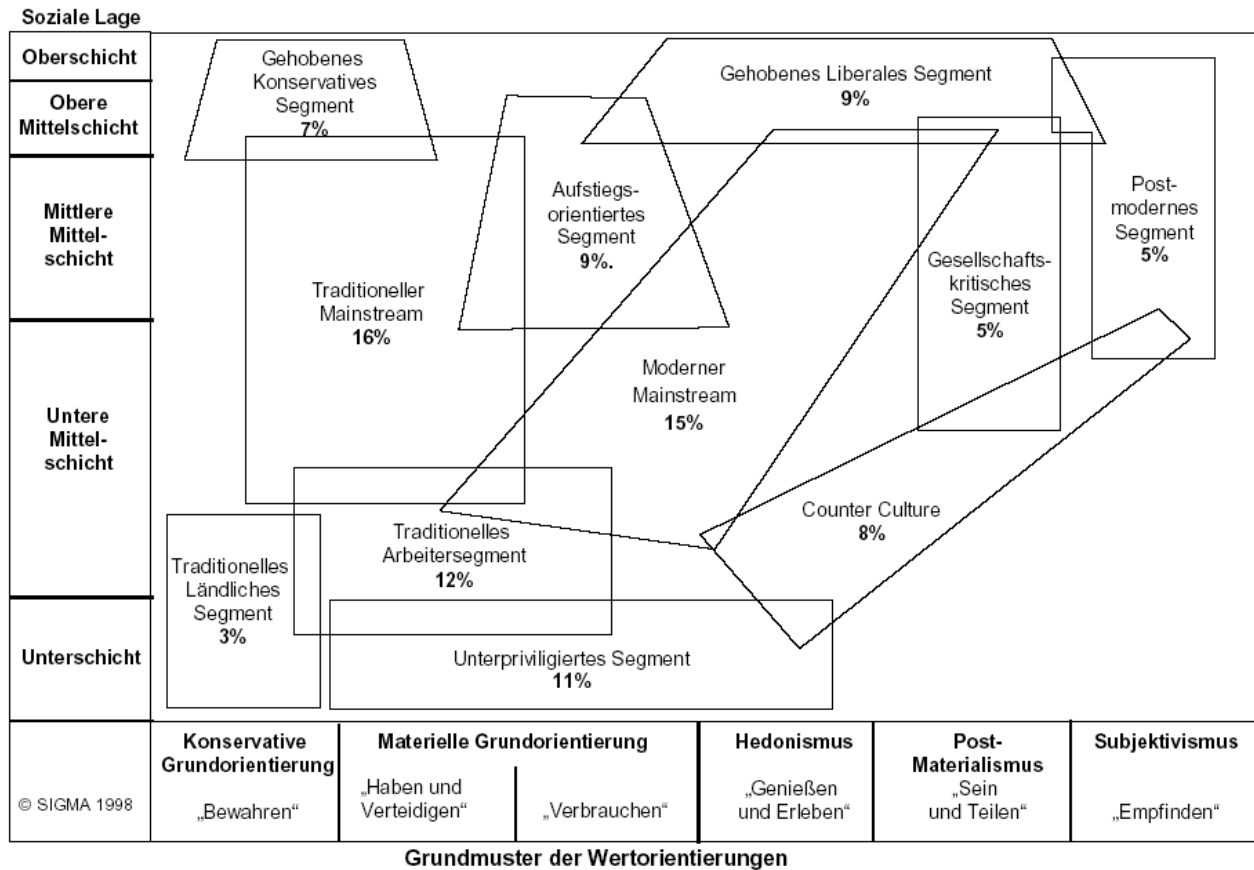 Soziale Lage
Oberschicht
Obere
Mittelschicht
Mittlere
Mittel-
schicht
Untere
Mittel-
schicht
Unterschicht
Gehobenes
Konservatives
Segment
7%
Gehobenes Liberales Segment
9%
Aufstiegs-
orientiertes
Segment
9%.
Post-
modernes
Segment
5%
Traditioneller
Mainstream
16%
Gesellschafts-
kritisches
Segment
5%
Moderner
Mainstream
15%
Counter Culture
8%
Traditionelles
Arbeitersegment
12%
Traditionelles
Ländliches
Segment
3%
Unterpriviligiertes Segment
11%
© SIGMA 1998
Konservative
Grundorientierung
„Bewahren“
Materielle Grundorientierung
„Haben und
Verteidigen“
„Verbrauchen“
Hedonismus
„Genießen
und Erleben“
Post-
Materialismus
„Sein
und Teilen“
Subjektivismus
„Empfinden“
Grundmuster der Wertorientierungen